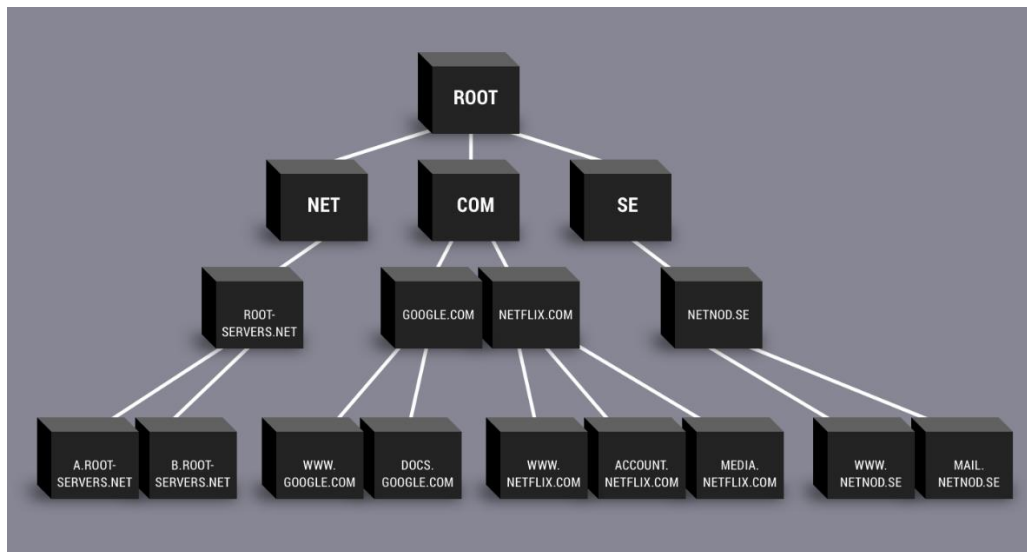 ROOT
NET
COM
SE
ROOT-
SERVERS.NET
GOOGLE.COM
NETFLIX.COM
NETNOD.SE
A.ROOT-
SERVERS.NET
B.ROOT-
SERVERS.NET
WWW.
GOOGLE.COM
DOCS.
GOOGLE.COM
WWW.
NETFLIX.COM
ACCOUNT.
NETFLIX.COM
MEDIA.
NETFLIX.COM
WWW.
NETNOD.SE
MAIL.
NETNOD.SE